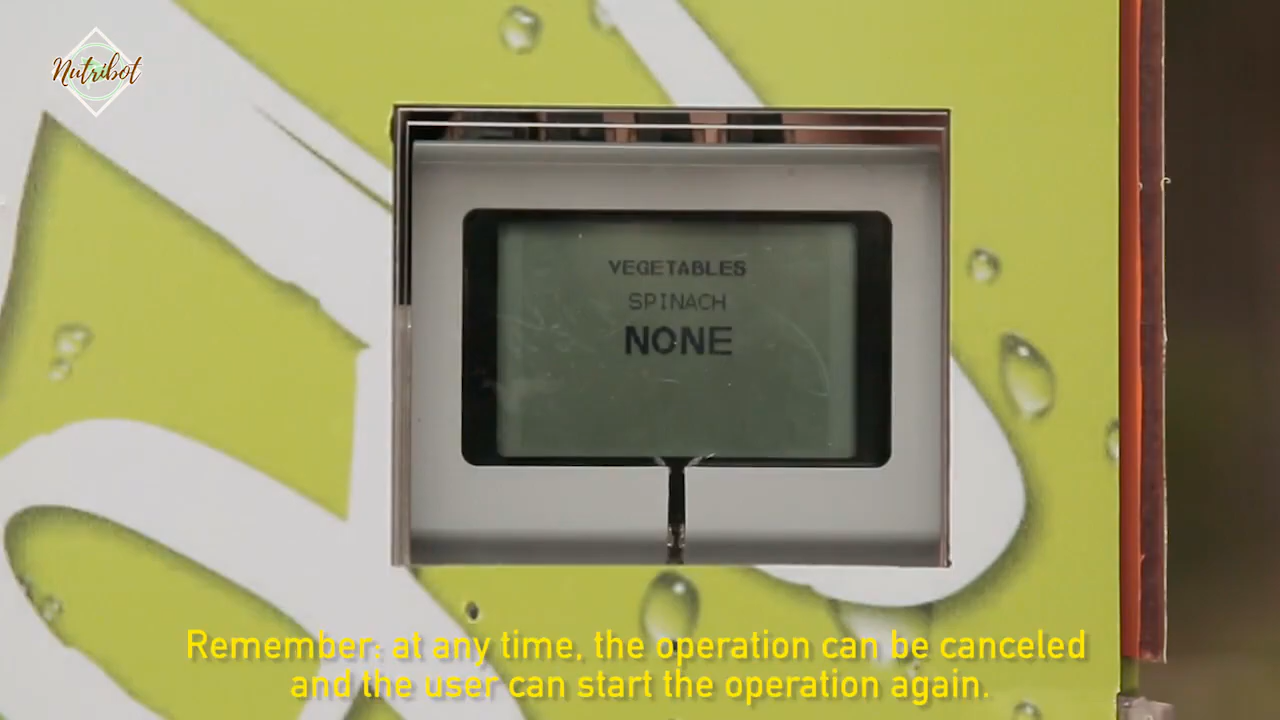 Nutribot
VEGETABLES
SPINACH
NONE
Remember: at any time, the operation can be canceled
and the user can start the operation again.